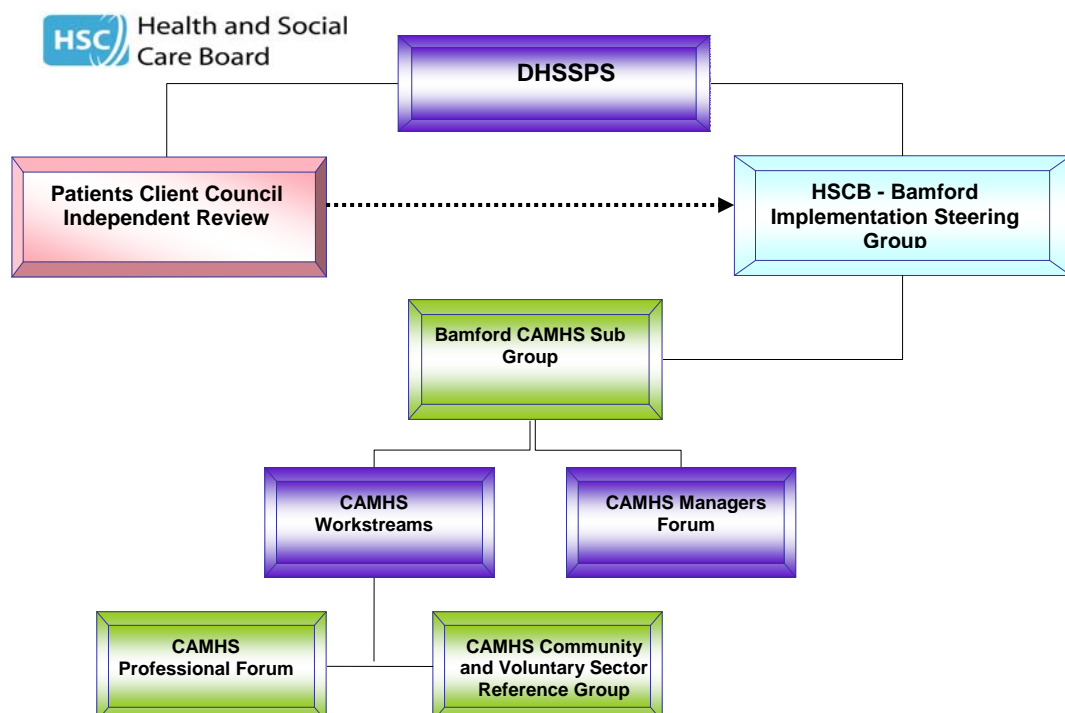 HSC
Health and Social
Care Board
DHSSPS
Patients Client Council
Independent Review
HSCB - Bamford
Implementation Steering
Group
Bamford CAMHS Sub
Group
CAMHS
Workstreams
CAMHS Managers
Forum
CAMHS
Professional Forum
CAMHS Community
and Voluntary Sector
Reference Group